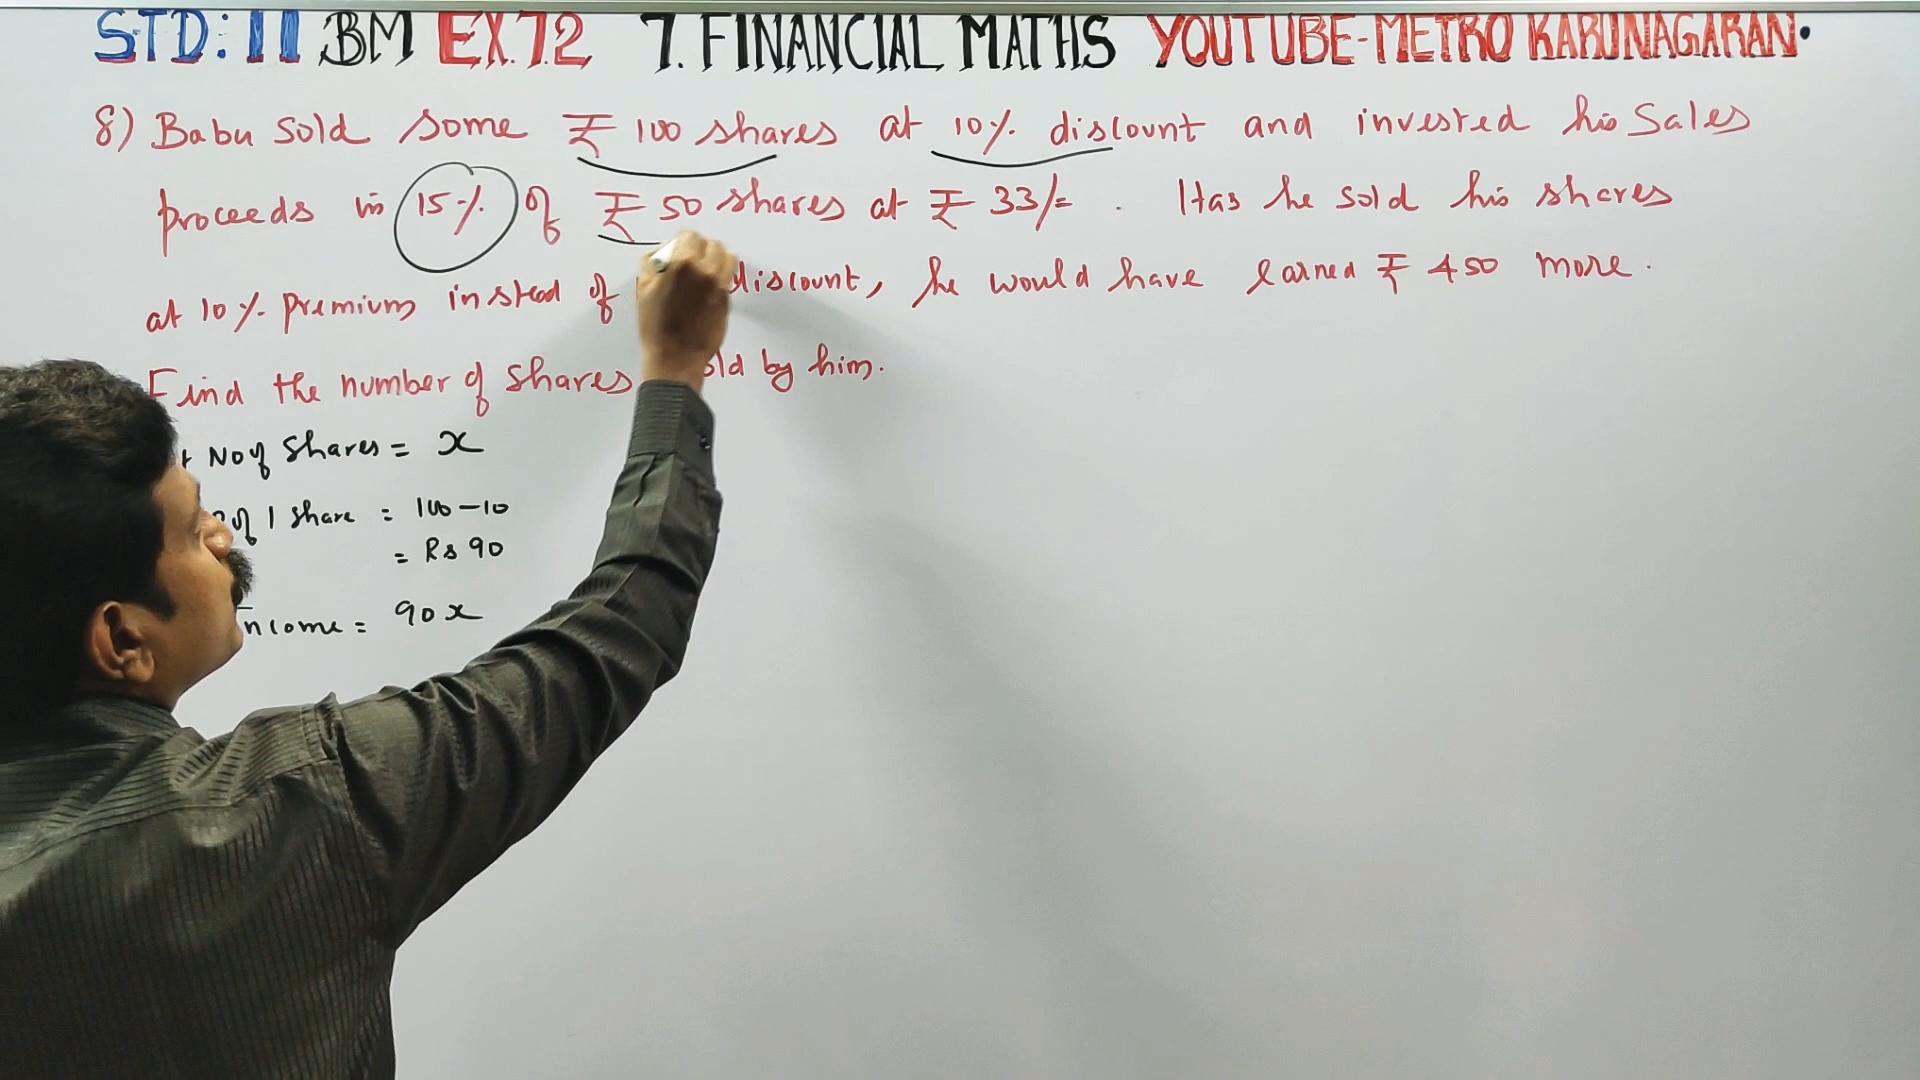 STD: 11 BM EX.7.2 7. FINANCIAL MATHS YOUTUBE-METRO KARUNAGARAN.
8) Babu sold some ₹ 100 shares at 10%. discount and invested his Sales
proceeds in 15%. of ₹ 50 shares at ₹ 33/= . Has he sold his shares
at 10%. premium instead of discount, he would have earned ₹ 450 more.
Find the number of shares by him.
No of Shares = x
of 1 share = 100-10
= Rs 90
Income = 90x